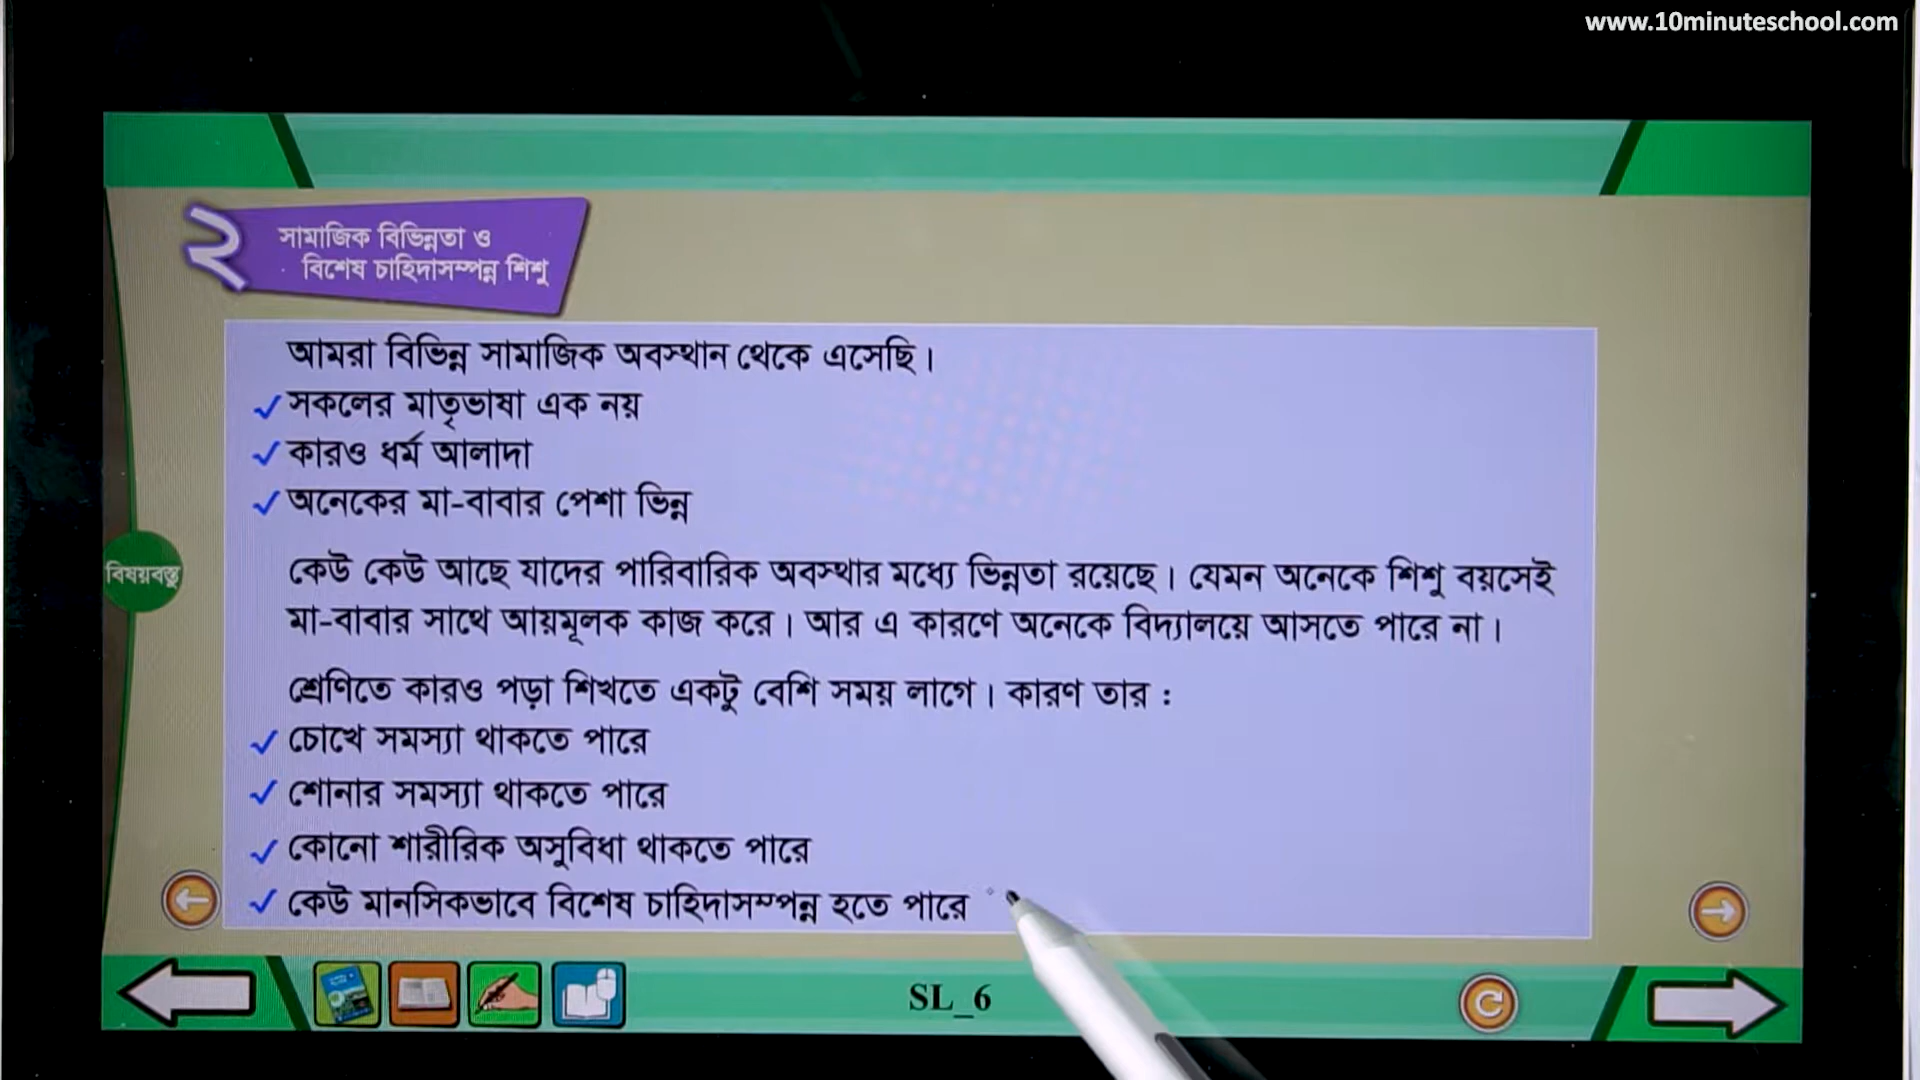 www.10minuteschool.com
২
সামাজিক বিভিন্নতা ও
বিশেষ চাহিদাসম্পন্ন শিশু
আমরা বিভিন্ন সামাজিক অবস্থান থেকে এসেছি।
✓ সকলের মাতৃভাষা এক নয়
✓ কারও ধর্ম আলাদা
✓ অনেকের মা-বাবার পেশা ভিন্ন
বিষয়বস্তু
কেউ কেউ আছে যাদের পারিবারিক অবস্থার মধ্যে ভিন্নতা রয়েছে। যেমন অনেকে শিশু বয়সেই
মা-বাবার সাথে আয়মূলক কাজ করে। আর এ কারণে অনেকে বিদ্যালয়ে আসতে পারে না।
শ্রেণিতে কারও পড়া শিখতে একটু বেশি সময় লাগে। কারণ তার :
✓ চোখে সমস্যা থাকতে পারে
✓ শোনার সমস্যা থাকতে পারে
✓ কোনো শারীরিক অসুবিধা থাকতে পারে
✓ কেউ মানসিকভাবে বিশেষ চাহিদাসম্পন্ন হতে পারে
SL_6